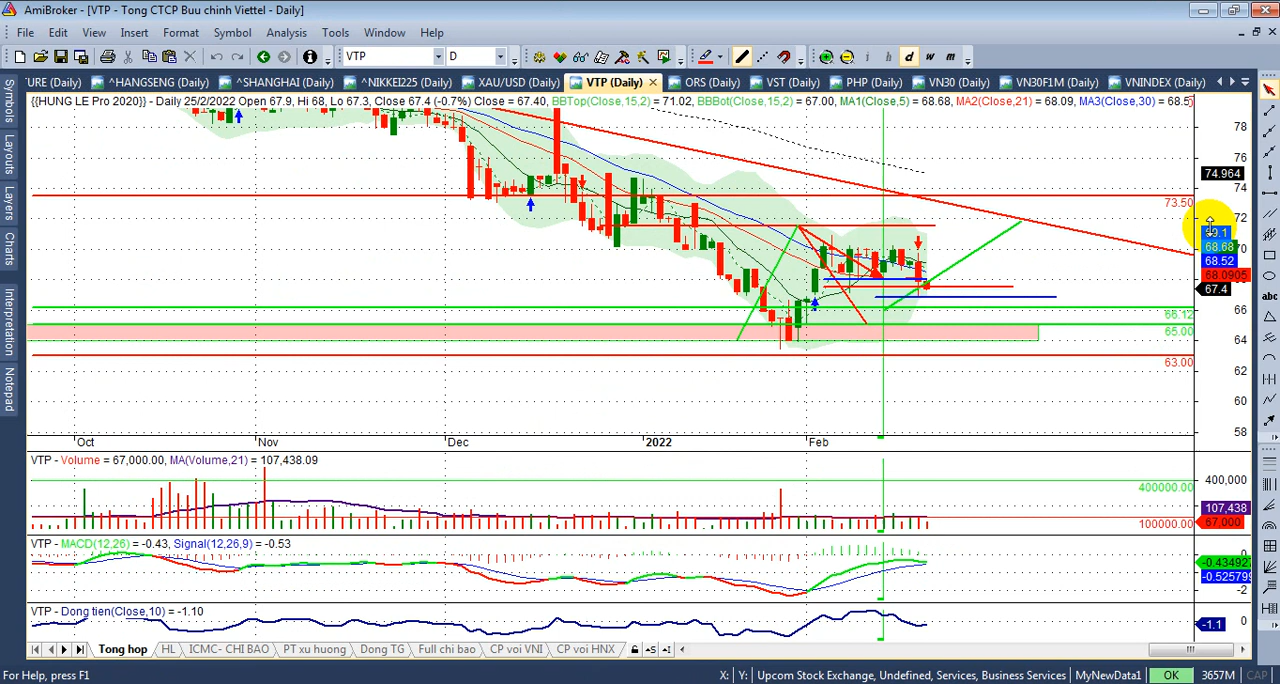 AmiBroker - [VTP - Tong CTCP Buu chinh Viettel - Daily]
File Edit View Insert Format Symbol Analysis Tools Window Help
VTP D i h d w m
'URE (Daily) ^HANGSENG (Daily) ^SHANGHAI (Daily) ^NIKKEI225 (Daily) XAU/USD (Daily) VTP (Daily) ORS (Daily) VST (Daily) PHP (Daily) VN30 (Daily) VN30F1M (Daily) VNINDEX (Daily)
{{HUNG LE Pro 2020}} - Daily 25/2/2022 Open 67.9, Hi 68, Lo 67.3, Close 67.4 (-0.7%) Close = 67.40, BBTop(Close,15,2) = 71.02, BBBot(Close,15,2) = 67.00, MA1(Close,5) = 68.68, MA2(Close,21) = 68.09, MA3(Close,30) = 68.5
Symbols
Layouts
Layers
Charts
Interpretation
Notepad
abc
78
76
74.964
74
73.50
72
70
68.68
68.52
68.0905
67.4
66
66.12
65.00
64
63.00
62
60
58
Oct Nov Dec 2022 Feb
VTP - Volume = 67,000.00, MA(Volume,21) = 107,438.09
400,000
400000.00
107,438
67,000
100000.00
VTP - MACD(12,26) = -0.43, Signal(12,26,9) = -0.53
0
-0.434927
-0.525799
-2
VTP - Dong tien(Close,10) = -1.10
0
-1.1
Tong hop HL ICMC- CHI BAO PT xu huong Dong TG Full chi bao CP voi VNI CP voi HNX
For Help, press F1 X: Y: Upcom Stock Exchange, Undefined, Services, Business Services MyNewData1 OK 3657M CAP